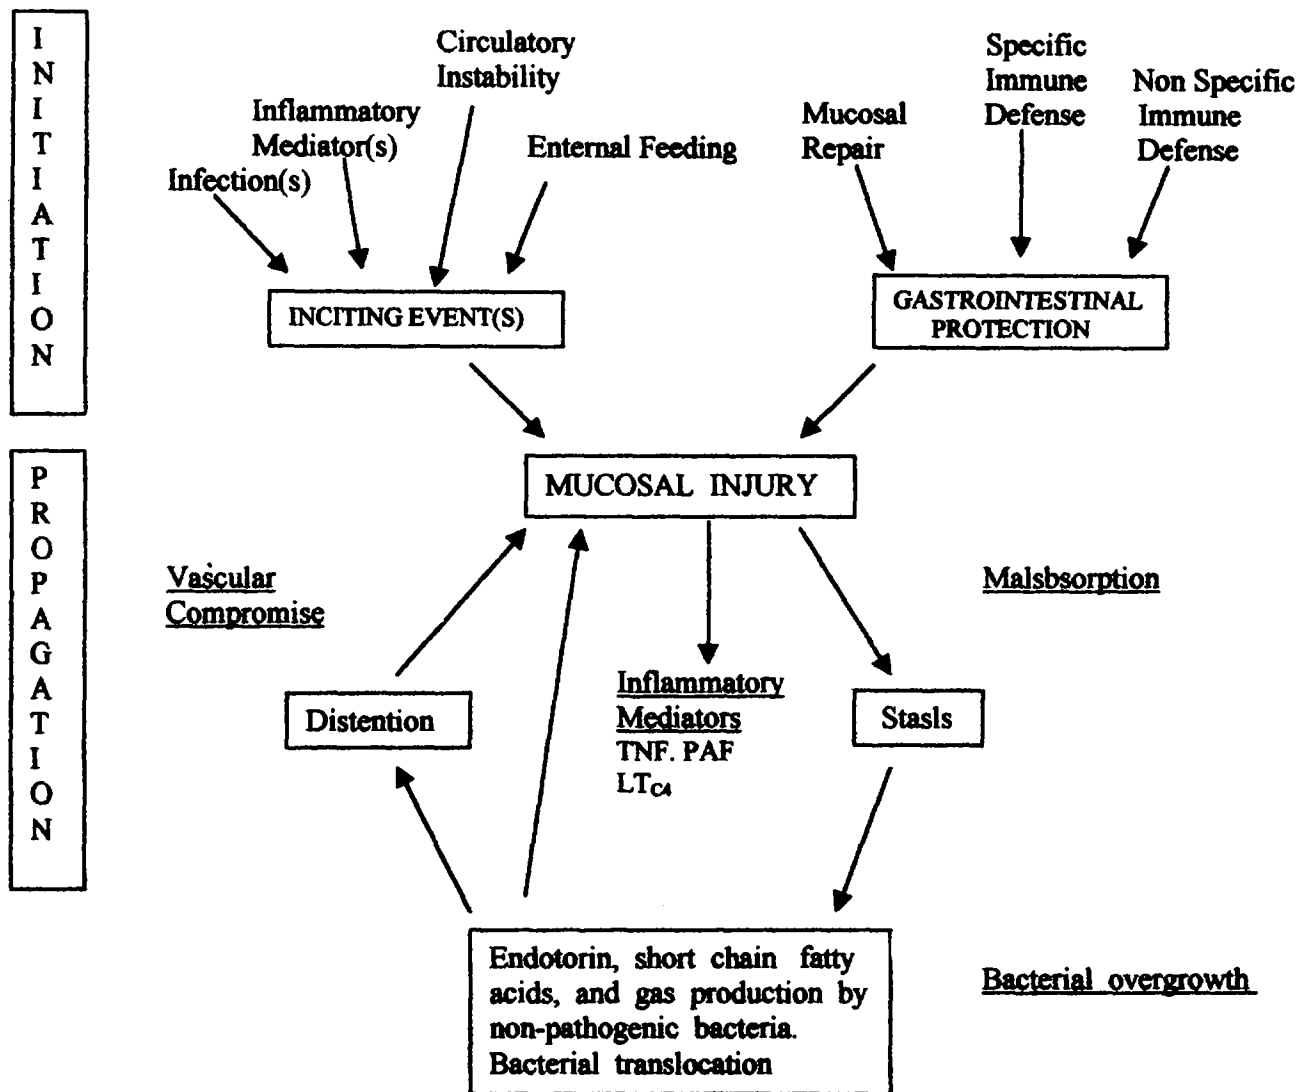 INITIATION
Circulatory
Instability
Inflammatory
Mediator(s)
Infection(s)
Enternal Feeding
Mucosal
Repair
Specific
Immune
Defense
Non Specific
Immune
Defense
INCITING EVENT(S)
GASTROINTESTINAL
PROTECTION
PROPAGATION
MUCOSAL INJURY
Vascular
Compromise
Malsbsorption
Distention
Inflammatory
Mediators
TNF. PAF
LTC4
Stasls
Endotorin, short chain fatty
acids, and gas production by
non-pathogenic bacteria.
Bacterial translocation
Bacterial overgrowth